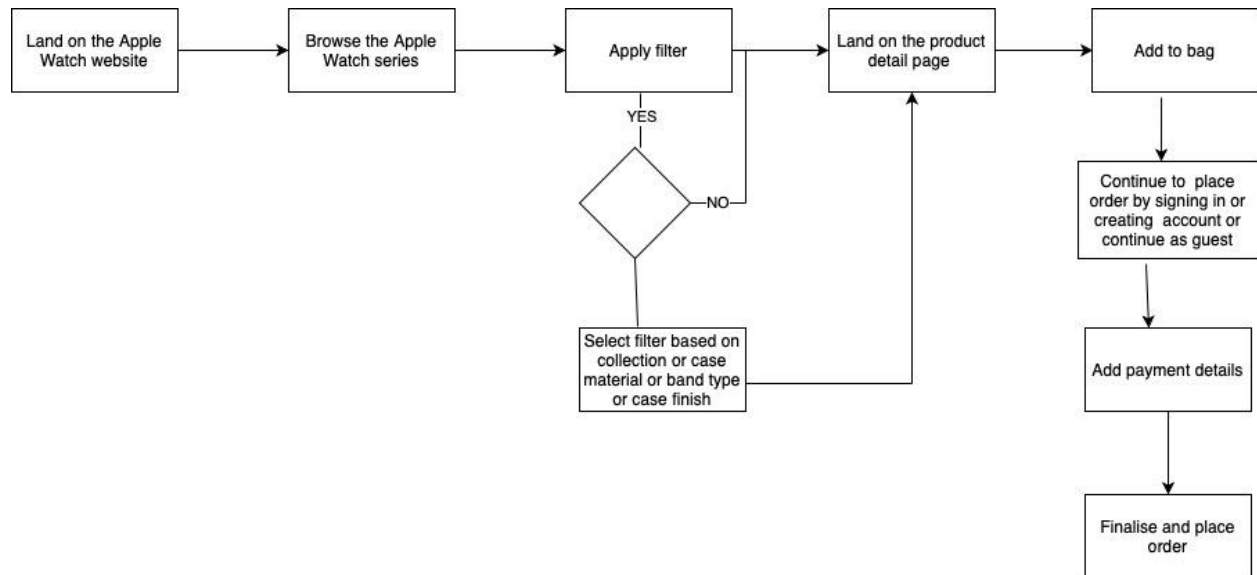 Land on the Apple
Watch website
Browse the Apple
Watch series
Apply filter
Land on the product
detail page
Add to bag
YES
NO
Continue to place
order by signing in or
creating account or
continue as guest
Select filter based on
collection or case
material or band type
or case finish
Add payment details
Finalise and place
order